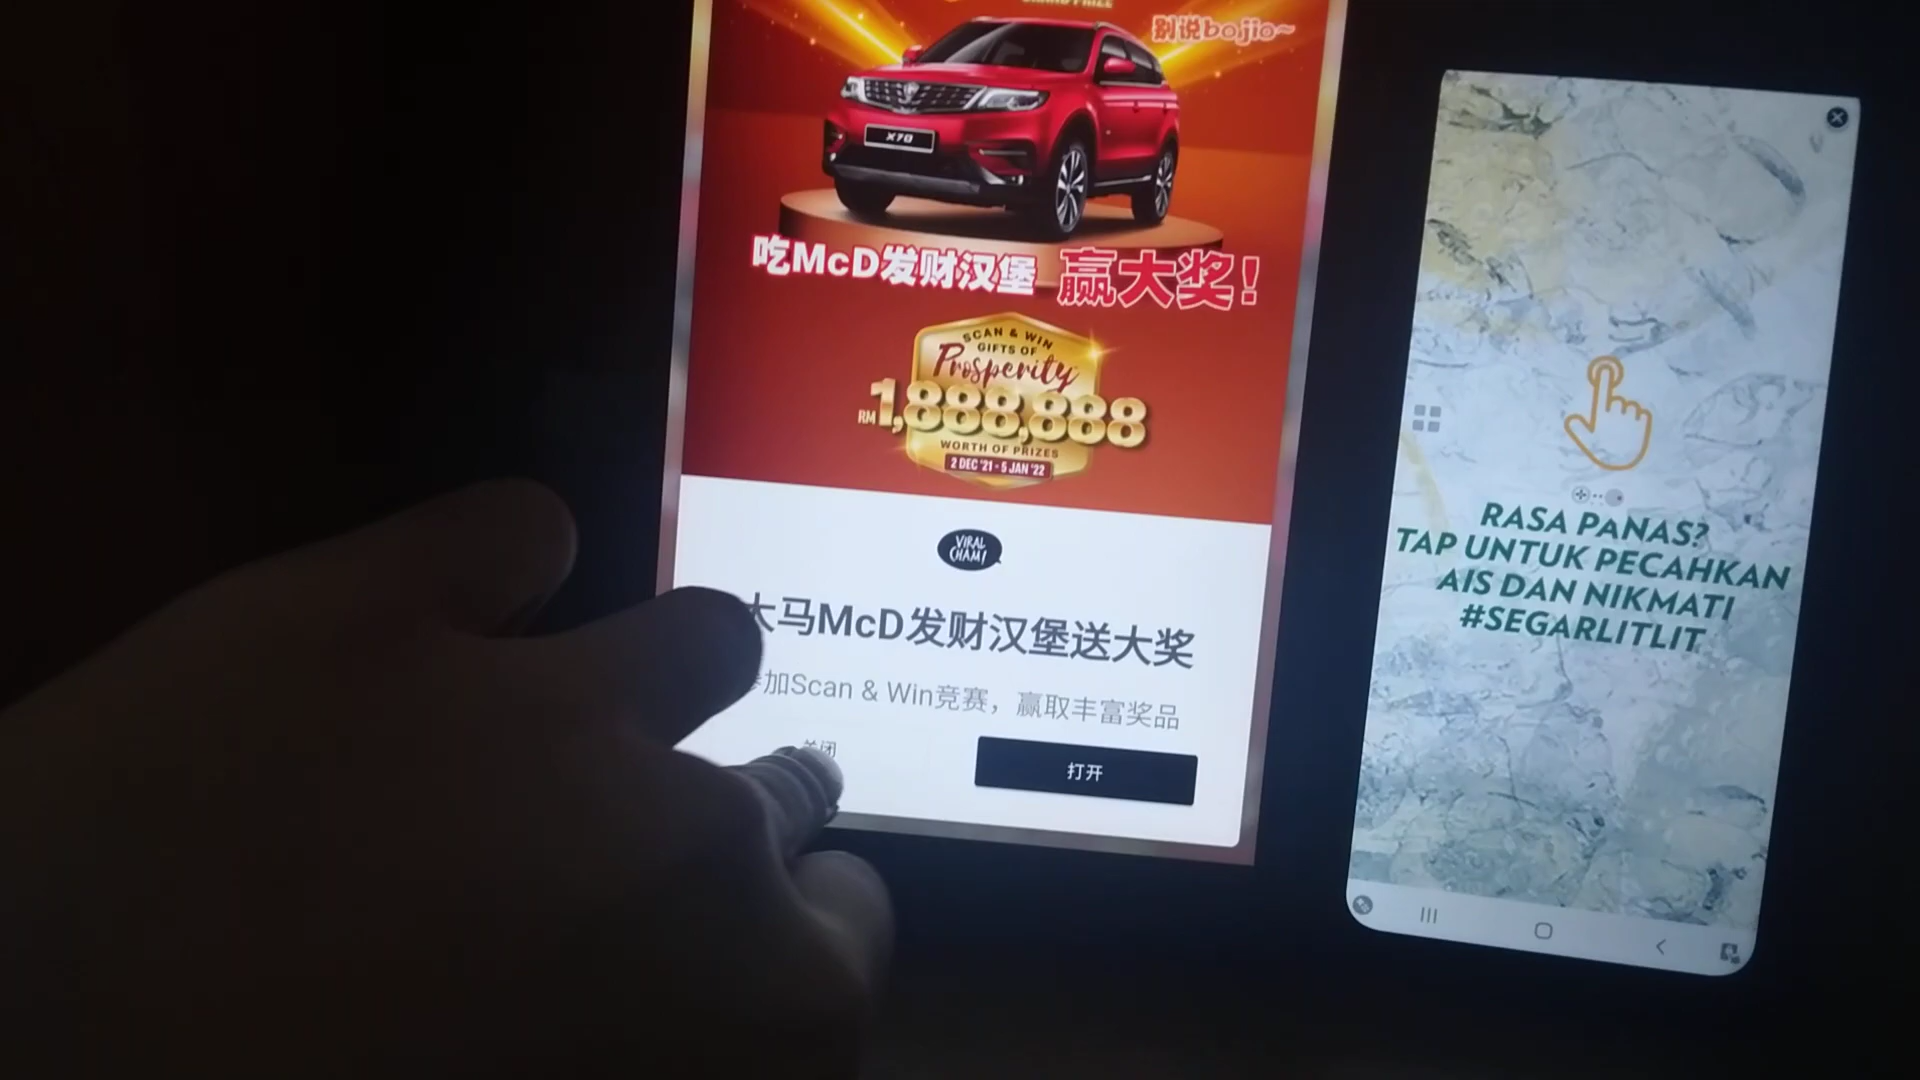 别说bojio~
X70
吃McD发财汉堡 赢大奖!
SCAN & WIN
GIFTS OF
Prosperity
RM1,888,888
WORTH OF PRIZES
2 DEC '21 - 5 JAN '22
VIRAL
CHAM!
大马McD发财汉堡送大奖
参加Scan & Win竞赛，赢取丰富奖品
关闭
打开
RASA PANAS?
TAP UNTUK PECAHKAN
AIS DAN NIKMATI
#SEGARLITLIT